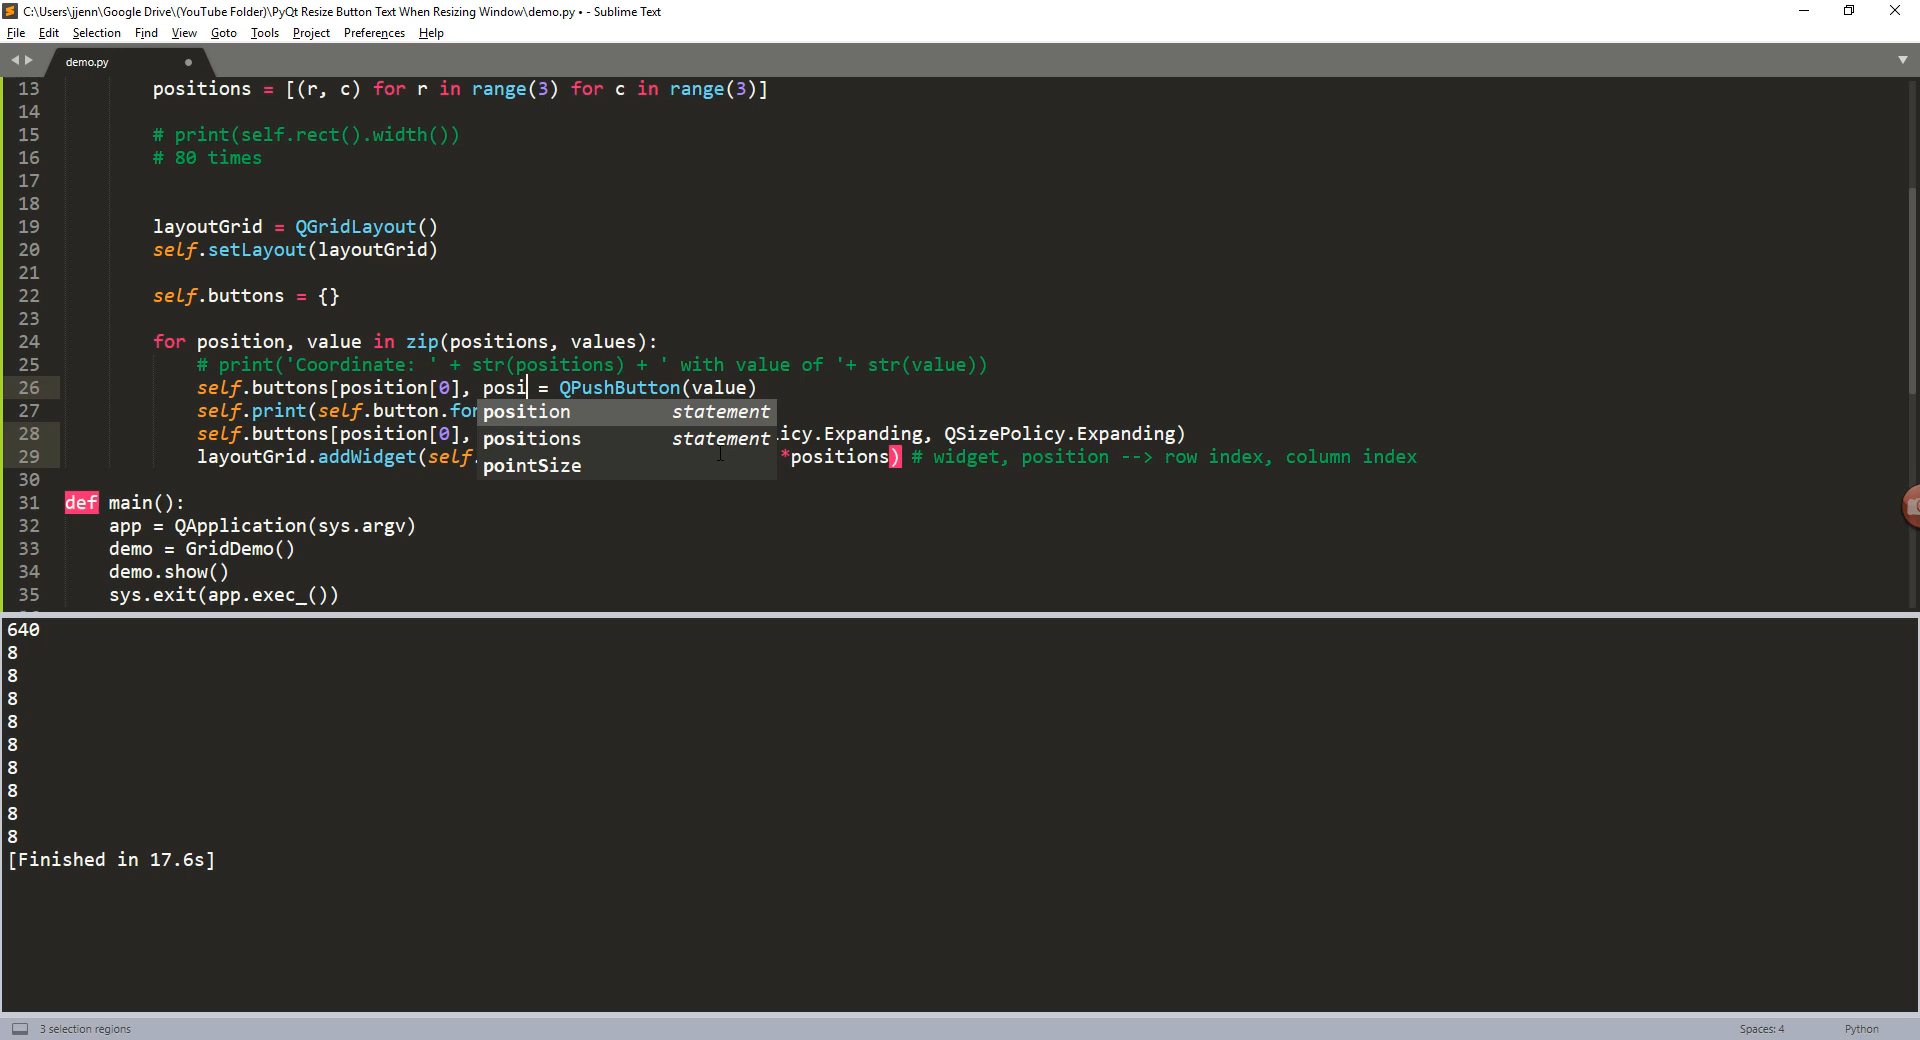 C:\Users\jjenn\Google Drive\(YouTube Folder)\PyQt Resize Button Text When Resizing Window\demo.py • - Sublime Text
File Edit Selection Find View Goto Tools Project Preferences Help
demo.py
13 positions = [(r, c) for r in range(3) for c in range(3)]
14
15 # print(self.rect().width())
16 # 80 times
17
18
19 layoutGrid = QGridLayout()
20 self.setLayout(layoutGrid)
21
22 self.buttons = {}
23
24 for position, value in zip(positions, values):
25 # print('Coordinate: ' + str(positions) + ' with value of '+ str(value))
26 self.buttons[position[0], posi = QPushButton(value)
27 self.print(self.button.for
position statement
28 self.buttons[position[0], icy.Expanding, QSizePolicy.Expanding)
positions statement
29 layoutGrid.addWidget(self. *positions) # widget, position --> row index, column index
pointSize
30
31 def main():
32 app = QApplication(sys.argv)
33 demo = GridDemo()
34 demo.show()
35 sys.exit(app.exec_())
640
8
8
8
8
8
8
8
8
8
[Finished in 17.6s]
3 selection regions Spaces: 4 Python